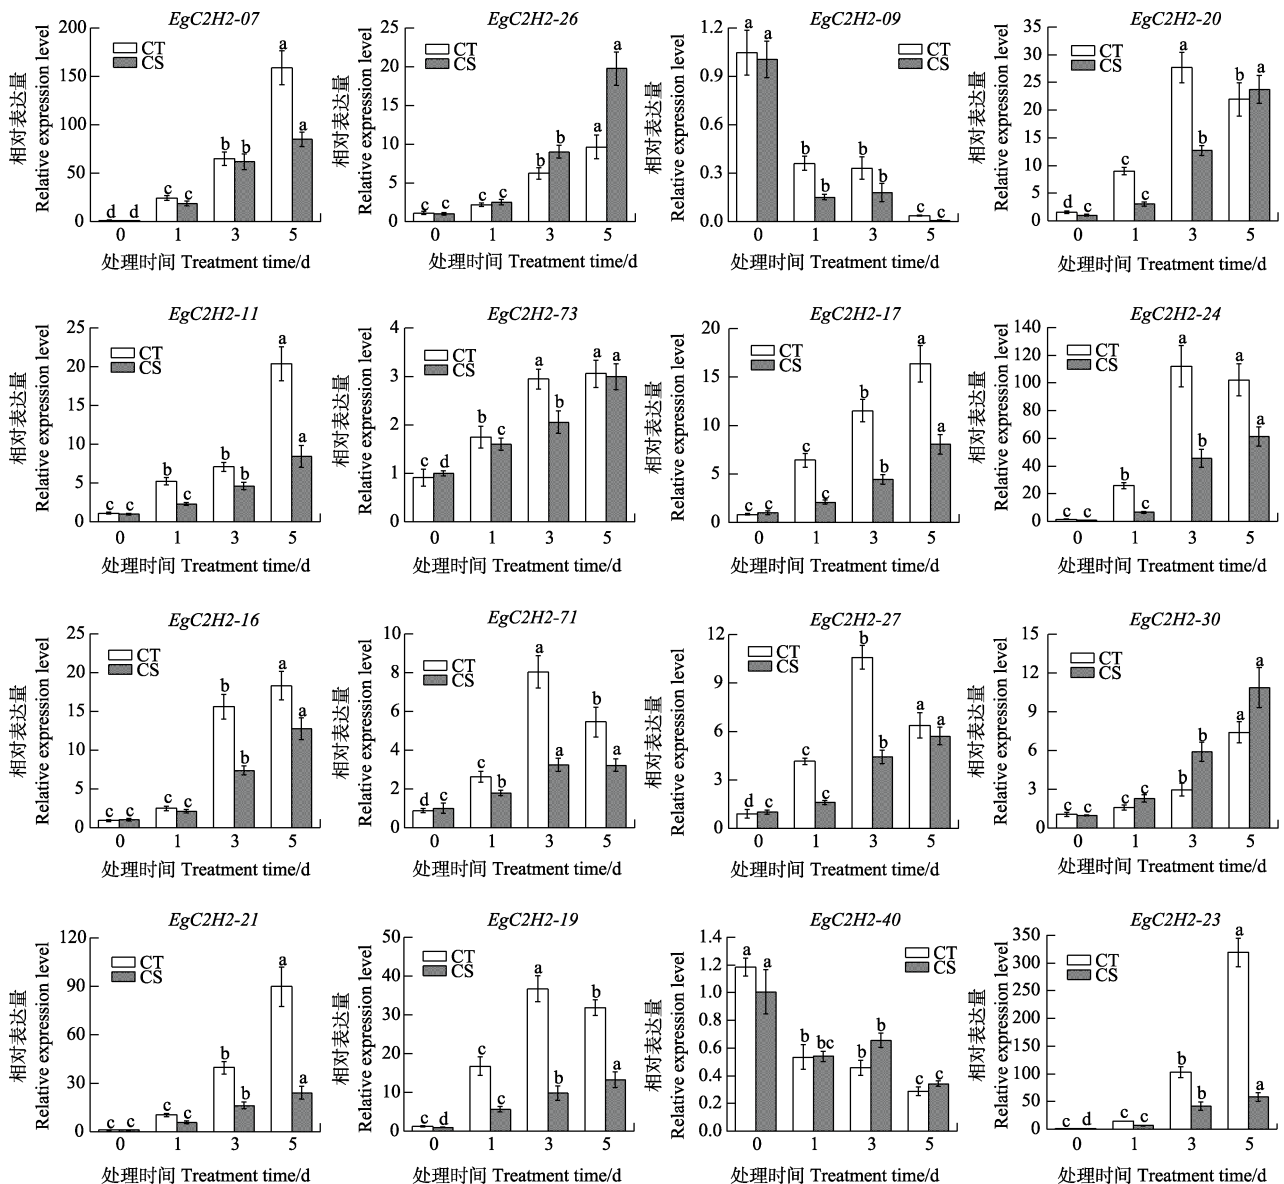 EgC2H2-07
相对表达量
Relative expression level
200
150
100
50
0
CT
CS
d d c c b b a a
0 1 3 5
处理时间 Treatment time/d
EgC2H2-26
相对表达量
Relative expression level
25
20
15
10
5
0
CT
CS
c c c c b b a a
0 1 3 5
处理时间 Treatment time/d
EgC2H2-09
相对表达量
Relative expression level
1.2
0.9
0.6
0.3
0.0
CT
CS
a a b b b b c c
0 1 3 5
处理时间 Treatment time/d
EgC2H2-20
相对表达量
Relative expression level
35
30
25
20
15
10
5
0
CT
CS
d c c c a b b a
0 1 3 5
处理时间 Treatment time/d
EgC2H2-11
相对表达量
Relative expression level
25
20
15
10
5
0
CT
CS
c c b c b b a a
0 1 3 5
处理时间 Treatment time/d
EgC2H2-73
相对表达量
Relative expression level
4
3
2
1
0
CT
CS
c d b c a b a a
0 1 3 5
处理时间 Treatment time/d
EgC2H2-17
相对表达量
Relative expression level
20
15
10
5
0
CT
CS
c c c c b b a a
0 1 3 5
处理时间 Treatment time/d
EgC2H2-24
相对表达量
Relative expression level
140
120
100
80
60
40
20
0
CT
CS
c c b c a b a a
0 1 3 5
处理时间 Treatment time/d
EgC2H2-16
相对表达量
Relative expression level
25
20
15
10
5
0
CT
CS
c c c c b b a a
0 1 3 5
处理时间 Treatment time/d
EgC2H2-71
相对表达量
Relative expression level
10
8
6
4
2
0
CT
CS
d c c b a a b a
0 1 3 5
处理时间 Treatment time/d
EgC2H2-27
相对表达量
Relative expression level
12
9
6
3
0
CT
CS
d c c c b b a a
0 1 3 5
处理时间 Treatment time/d
EgC2H2-30
相对表达量
Relative expression level
15
12
9
6
3
0
CT
CS
c c c c b b a a
0 1 3 5
处理时间 Treatment time/d
EgC2H2-21
相对表达量
Relative expression level
120
90
60
30
0
CT
CS
c c c c b b a a
0 1 3 5
处理时间 Treatment time/d
EgC2H2-19
相对表达量
Relative expression level
50
40
30
20
10
0
CT
CS
c d c c a b b a
0 1 3 5
处理时间 Treatment time/d
EgC2H2-40
相对表达量
Relative expression level
1.4
1.2
1.0
0.8
0.6
0.4
0.2
0.0
CT
CS
a a b bc b b c c
0 1 3 5
处理时间 Treatment time/d
EgC2H2-23
相对表达量
Relative expression level
350
300
250
200
150
100
50
0
CT
CS
c d c c b b a a
0 1 3 5
处理时间 Treatment time/d